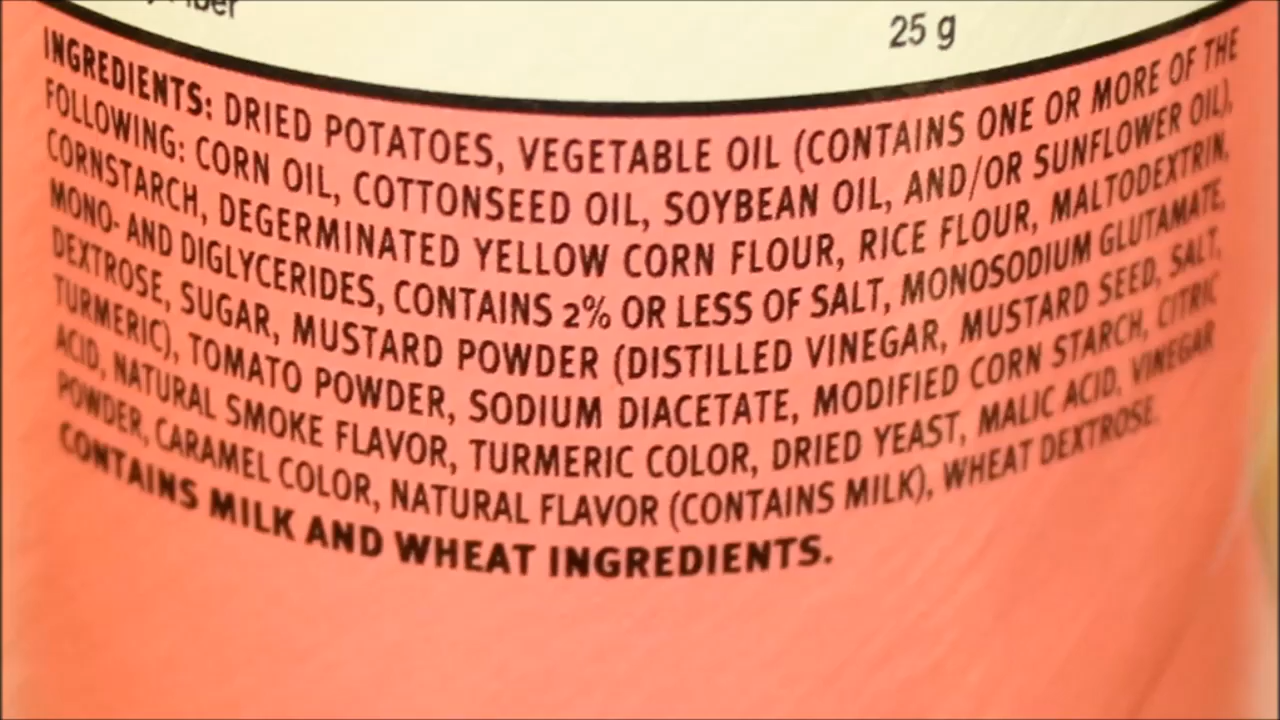 25 g
INGREDIENTS: DRIED POTATOES, VEGETABLE OIL (CONTAINS ONE OR MORE OF THE
FOLLOWING: CORN OIL, COTTONSEED OIL, SOYBEAN OIL, AND/OR SUNFLOWER OIL),
CORNSTARCH, DEGERMINATED YELLOW CORN FLOUR, RICE FLOUR, MALTODEXTRIN,
MONO- AND DIGLYCERIDES, CONTAINS 2% OR LESS OF SALT, MONOSODIUM GLUTAMATE,
DEXTROSE, SUGAR, MUSTARD POWDER (DISTILLED VINEGAR, MUSTARD SEED, SALT,
TURMERIC), TOMATO POWDER, SODIUM DIACETATE, MODIFIED CORN STARCH, CITRIC
ACID, NATURAL SMOKE FLAVOR, TURMERIC COLOR, DRIED YEAST, MALIC ACID, VINEGAR
POWDER, CARAMEL COLOR, NATURAL FLAVOR (CONTAINS MILK), WHEAT DEXTROSE.
CONTAINS MILK AND WHEAT INGREDIENTS.